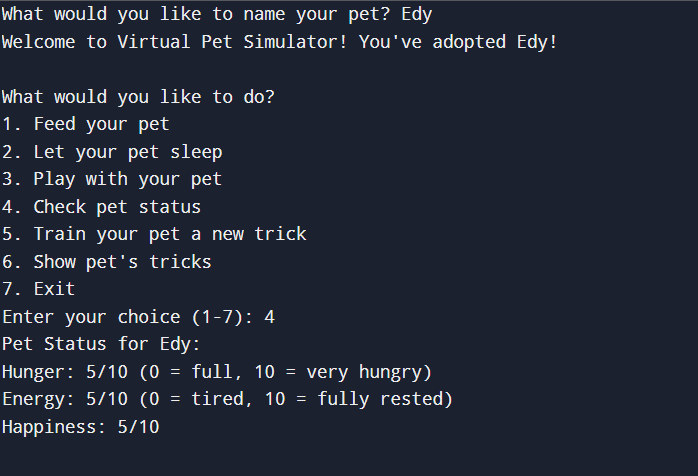 What would you like to name your pet? Edy
Welcome to Virtual Pet Simulator! You've adopted Edy!
What would you like to do?
1. Feed your pet
2. Let your pet sleep
3. Play with your pet
4. Check pet status
5. Train your pet a new trick
6. Show pet's tricks
7. Exit
Enter your choice (1-7): 4
Pet Status for Edy:
Hunger: 5/10 (0 = full, 10 = very hungry)
Energy: 5/10 (0 = tired, 10 = fully rested)
Happiness: 5/10